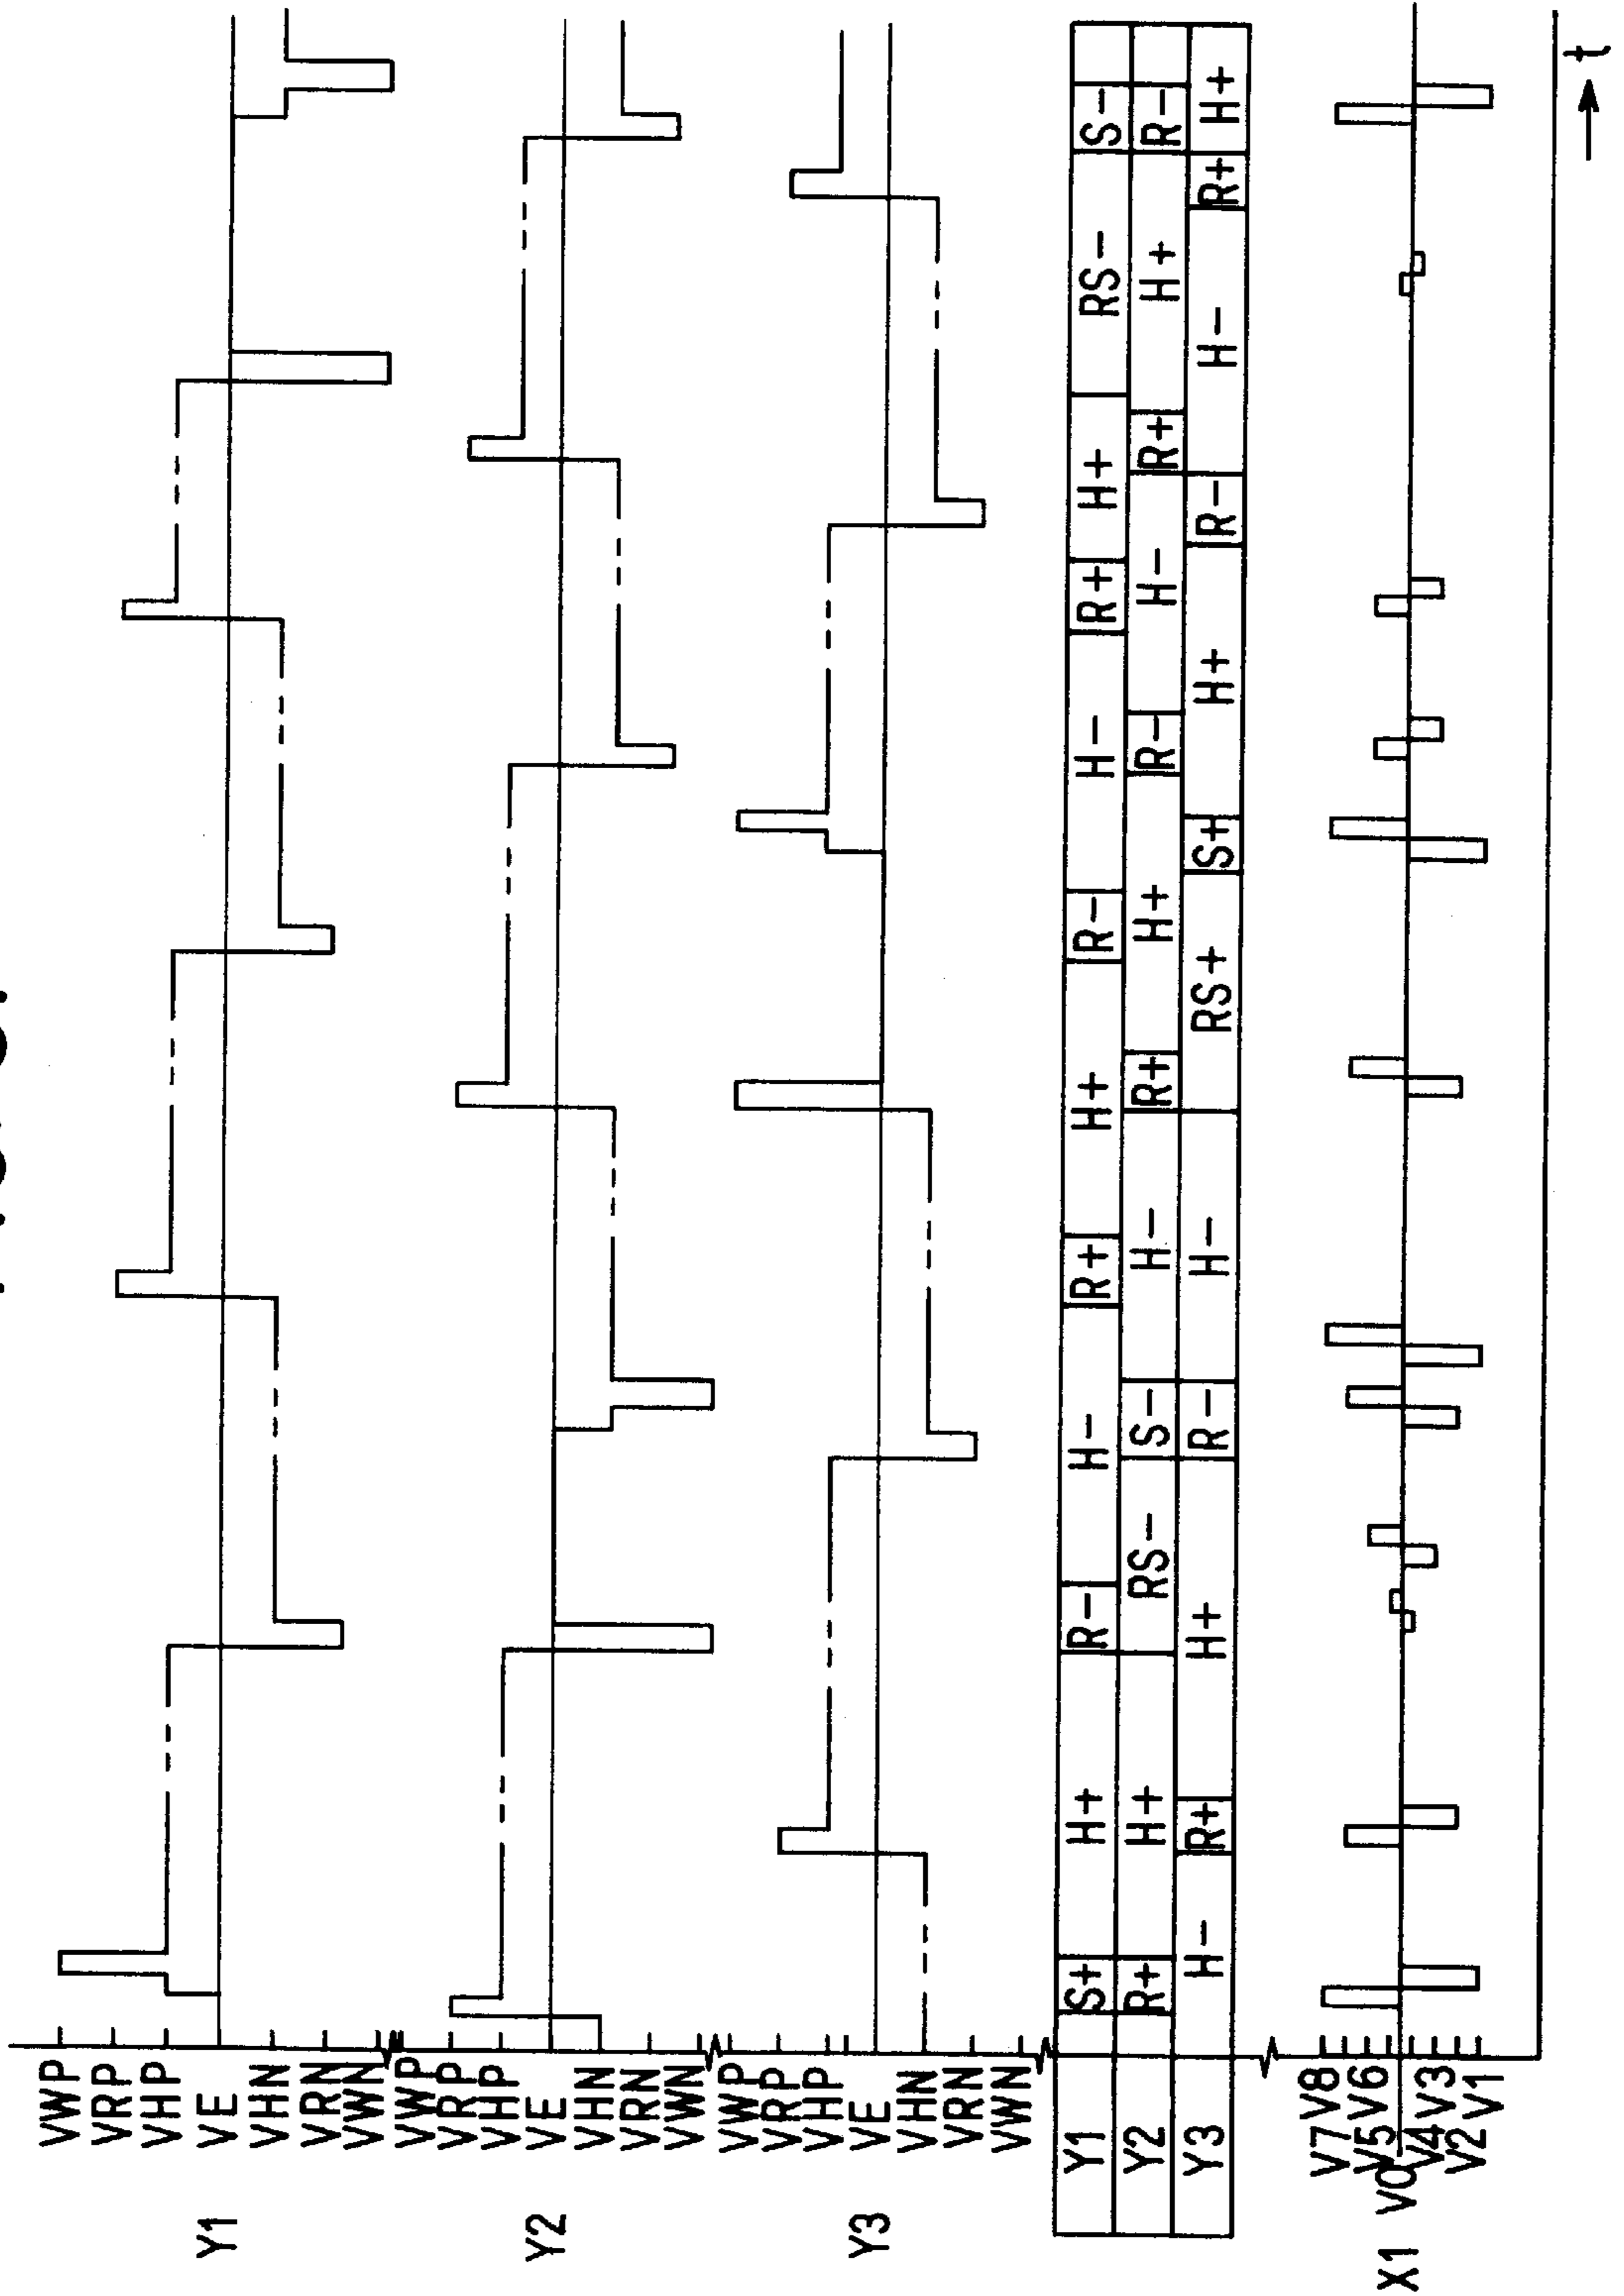 VWP
VRP
VHP
VE
VHN
VRN
VWN
Y1
VWP
VRP
VHP
VE
VHN
VRN
VWN
Y2
VWP
VRP
VHP
VE
VHN
VRN
VWN
Y3
Y1 S+ H+ R- H- R+ H+ R- H- R+ H+ RS- S-
Y2 R+ H+ RS- S- H- R+ H+ R- H- R+ H+ R-
Y3 H- R+ H+ R- H- RS+ S+ H+ R- H- R+ H+
V7 V8
V5 V6
X1 V0
V4 V3
V2 V1
t